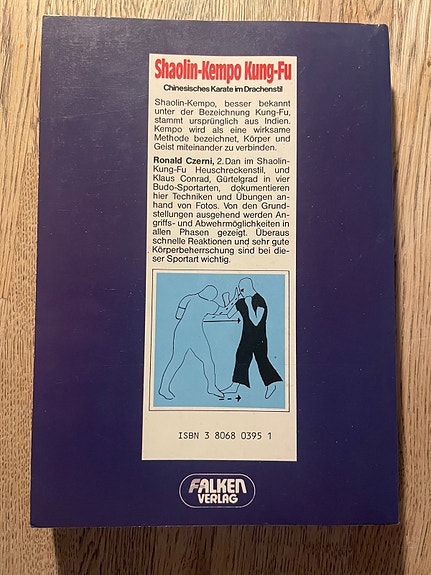 Shaolin-Kempo Kung-Fu
Chinesisches Karate im Drachenstil
Shaolin-Kempo, besser bekannt
unter der Bezeichnung Kung-Fu,
stammt ursprünglich aus Indien.
Kempo wird als eine wirksame
Methode bezeichnet, Körper und
Geist miteinander zu verbinden.
Ronald Czerni, 2. Dan im Shaolin-
Kung-Fu Heuschreckenstil, und
Klaus Conrad, Gürtelgrad in vier
Budo-Sportarten, dokumentieren
hier Techniken und Übungen an-
hand von Fotos. Von den Grund-
stellungen ausgehend werden An-
griffs- und Abwehrmöglichkeiten in
allen Phasen gezeigt. Überaus
schnelle Reaktionen und sehr gute
Körperbeherrschung sind bei die-
ser Sportart wichtig.
ISBN 3 8068 0395 1
FALKEN
VERLAG